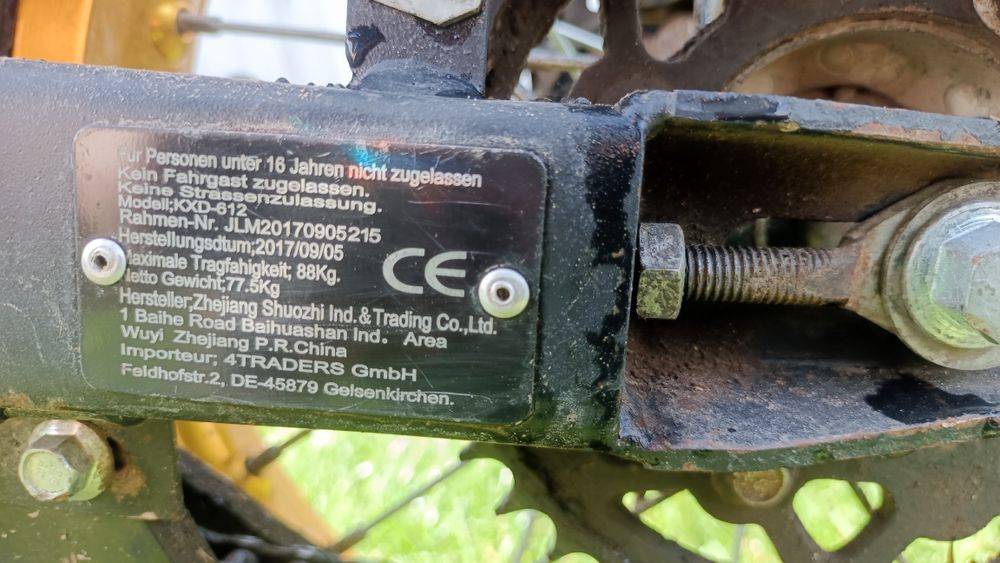 Für Personen unter 16 Jahren nicht zugelassen
Kein Fahrgast zugelassen.
Keine Strassenzulassung.
Modell;KXD-612
Rahmen-Nr. JLM20170905215
Herstellungsdtum;2017/09/05
Maximale Tragfahigkeit; 88Kg.
Netto Gewicht;77.5Kg
CE
Hersteller;Zhejiang Shuozhi Ind.& Trading Co.,Ltd.
1 Baihe Road Baihuashan Ind. Area
Wuyi Zhejiang P.R.China
Importeur; 4TRADERS GmbH
Feldhofstr.2, DE-45879 Gelsenkirchen.